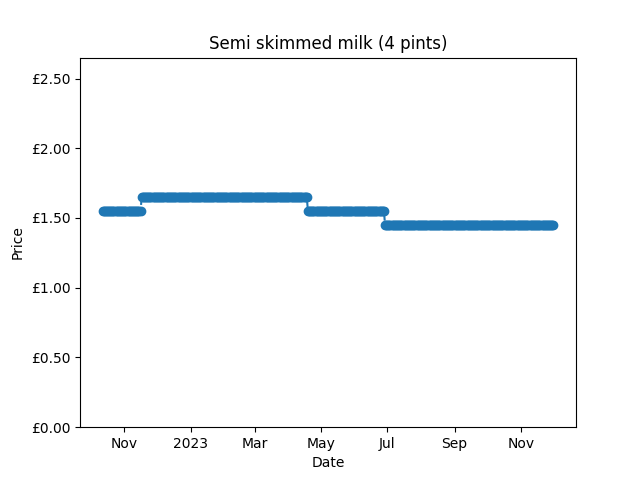 Semi skimmed milk (4 pints)
£2.50
£2.00
£1.50
£1.00
£0.50
£0.00
Price
Nov 2023 Mar May Jul Sep Nov
Date